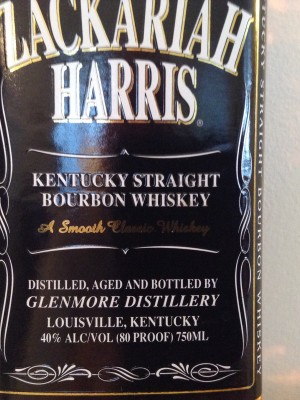 ZACKARIAH
HARRIS®
KENTUCKY STRAIGHT
BOURBON WHISKEY
A Smooth Classic Whiskey
DISTILLED, AGED AND BOTTLED BY
GLENMORE DISTILLERY
LOUISVILLE, KENTUCKY
40% ALC/VOL (80 PROOF) 750ML
UCKY STRAIGHT BOURBON WHISKEY